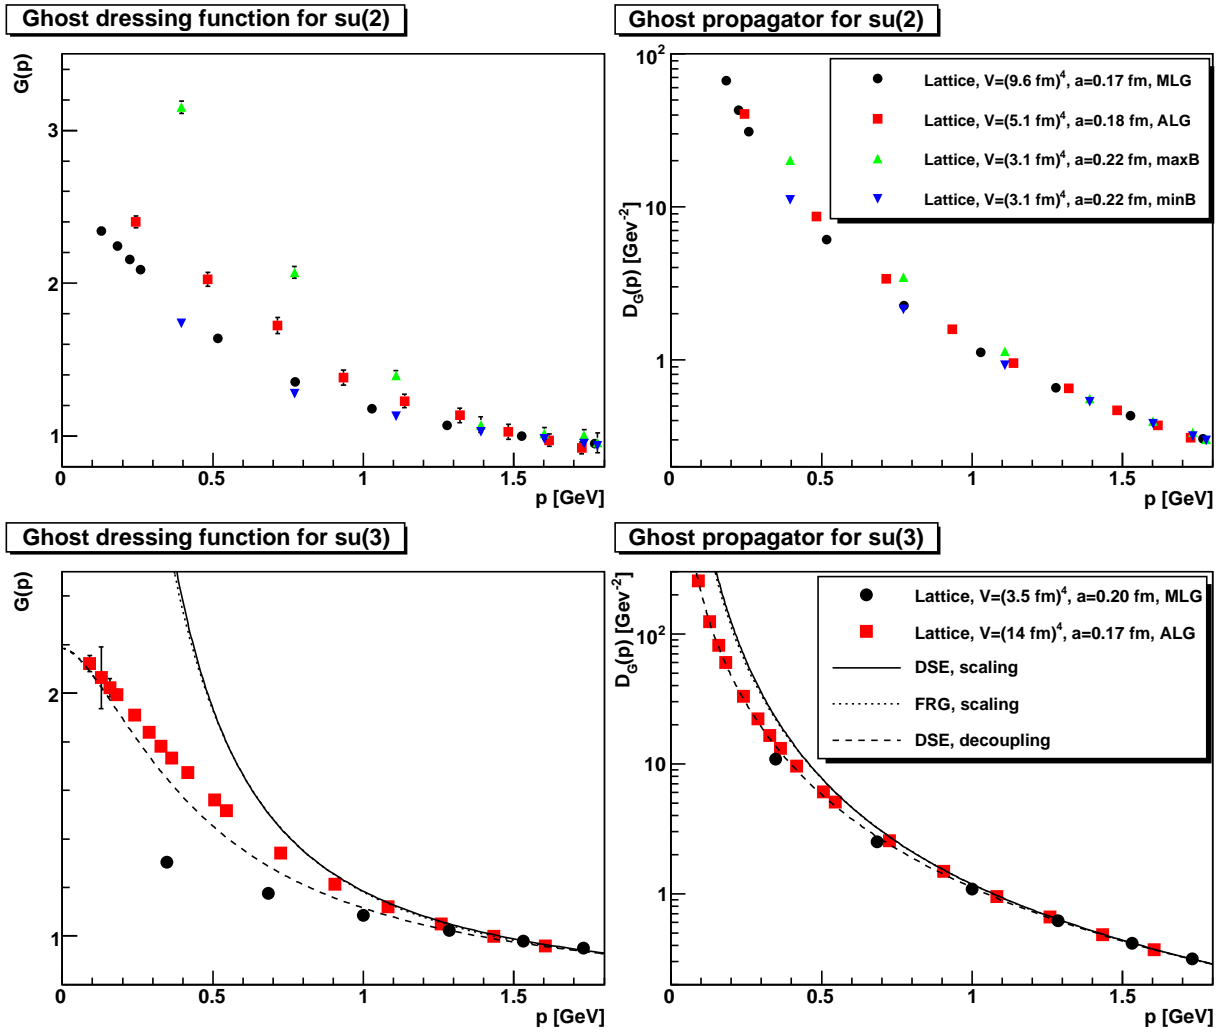 Ghost dressing function for su(2)
G(p)
3
2
1
0
0.5
1
1.5
p [GeV]
Ghost propagator for su(2)
D_G(p) [Gev^-2]
10^2
10
1
0
0.5
1
1.5
p [GeV]
Lattice, V=(9.6 fm)^4, a=0.17 fm, MLG
Lattice, V=(5.1 fm)^4, a=0.18 fm, ALG
Lattice, V=(3.1 fm)^4, a=0.22 fm, maxB
Lattice, V=(3.1 fm)^4, a=0.22 fm, minB
Ghost dressing function for su(3)
G(p)
2
1
0
0.5
1
1.5
p [GeV]
Ghost propagator for su(3)
D_G(p) [Gev^-2]
10^2
10
1
0
0.5
1
1.5
p [GeV]
Lattice, V=(3.5 fm)^4, a=0.20 fm, MLG
Lattice, V=(14 fm)^4, a=0.17 fm, ALG
DSE, scaling
FRG, scaling
DSE, decoupling